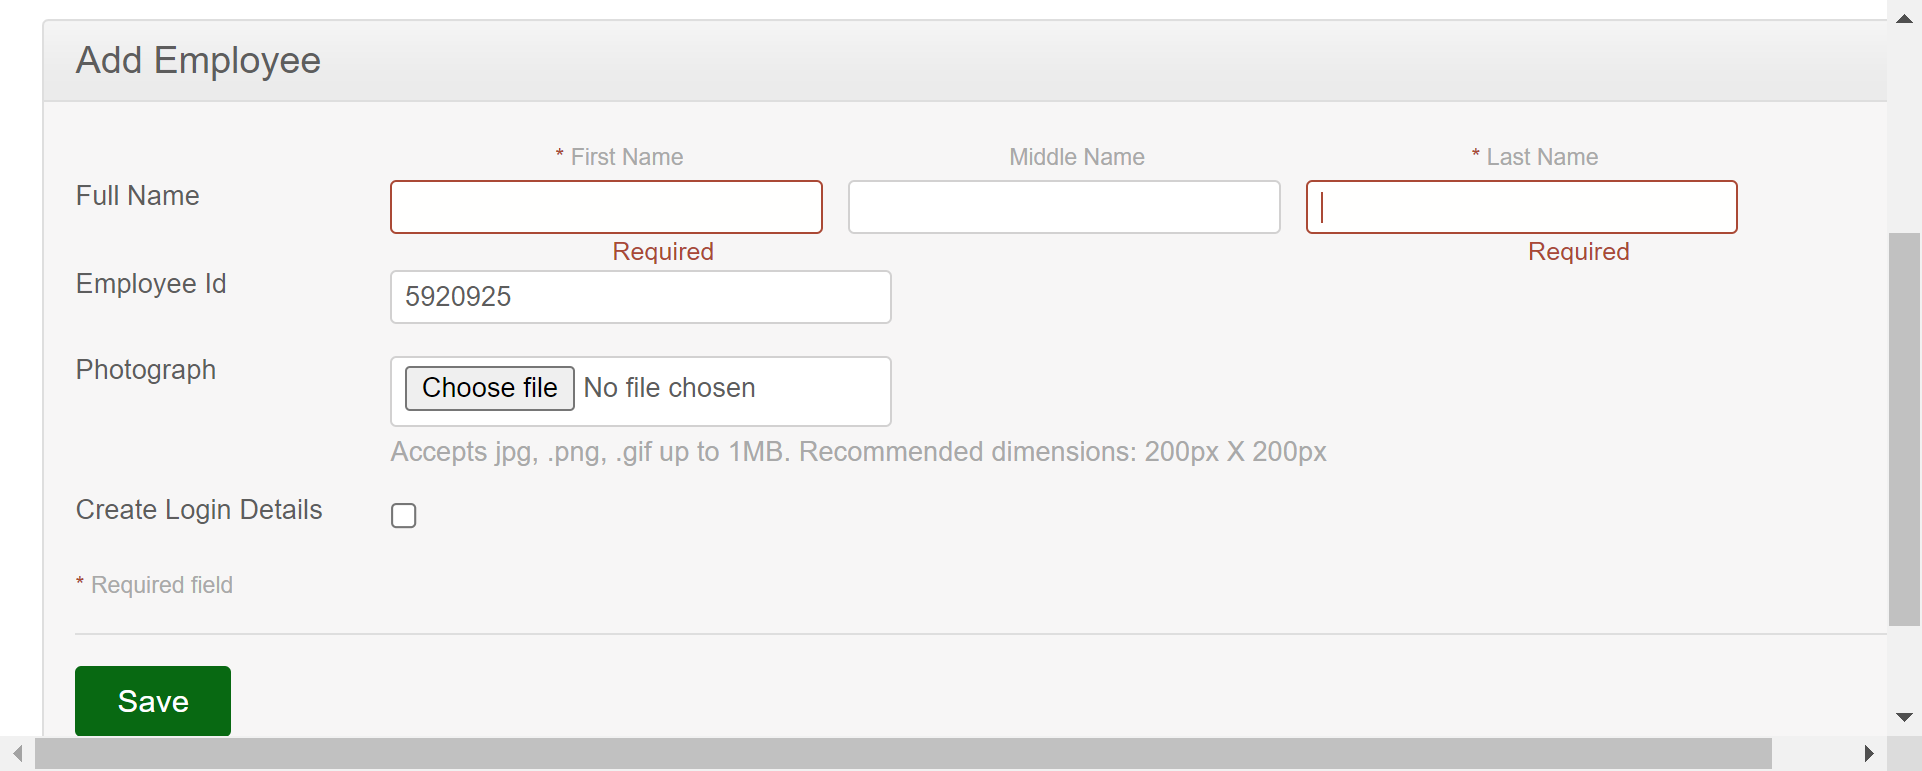 Add Employee
* First Name Middle Name * Last Name
Full Name
Required Required
Employee Id 5920925
Photograph Choose file No file chosen
Accepts jpg, .png, .gif up to 1MB. Recommended dimensions: 200px X 200px
Create Login Details
* Required field
Save